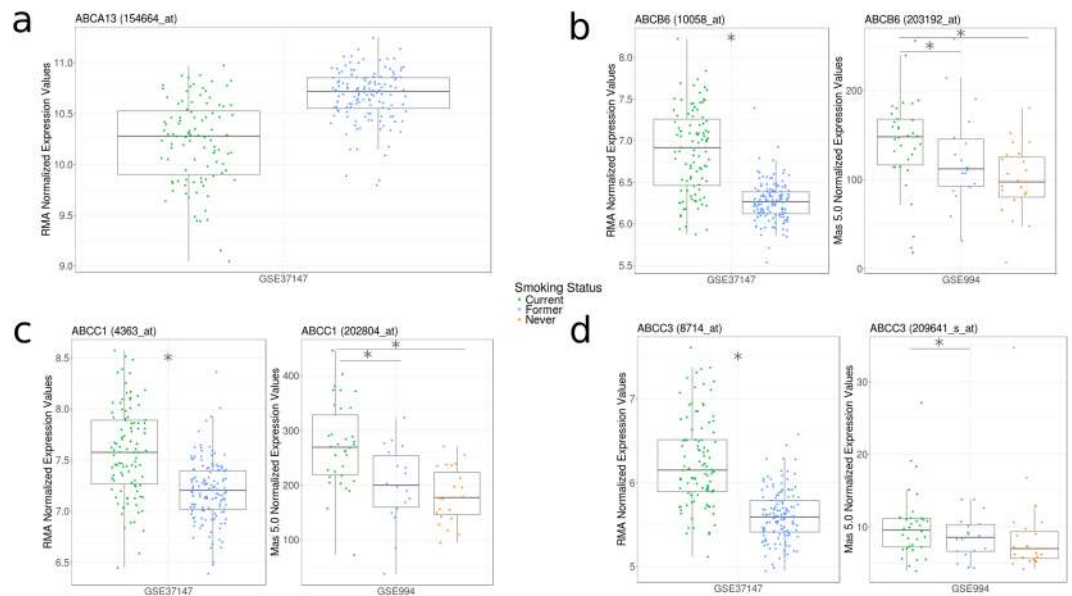 a
ABCA13 (154664_at)
RMA Normalized Expression Values
11.0
10.5
10.0
9.5
9.0
GSE37147
b
ABCB6 (10058_at)
RMA Normalized Expression Values
8.0
7.5
7.0
6.5
6.0
5.5
*
GSE37147
ABCB6 (203192_at)
Mas 5.0 Normalized Expression Values
200
100
0
*
*
GSE994
Smoking Status
Current
Former
Never
c
ABCC1 (4363_at)
RMA Normalized Expression Values
8.5
8.0
7.5
7.0
6.5
*
GSE37147
ABCC1 (202804_at)
Mas 5.0 Normalized Expression Values
400
300
200
100
*
*
GSE994
d
ABCC3 (8714_at)
RMA Normalized Expression Values
7
6
5
*
GSE37147
ABCC3 (209641_s_at)
Mas 5.0 Normalized Expression Values
30
20
10
*
GSE994